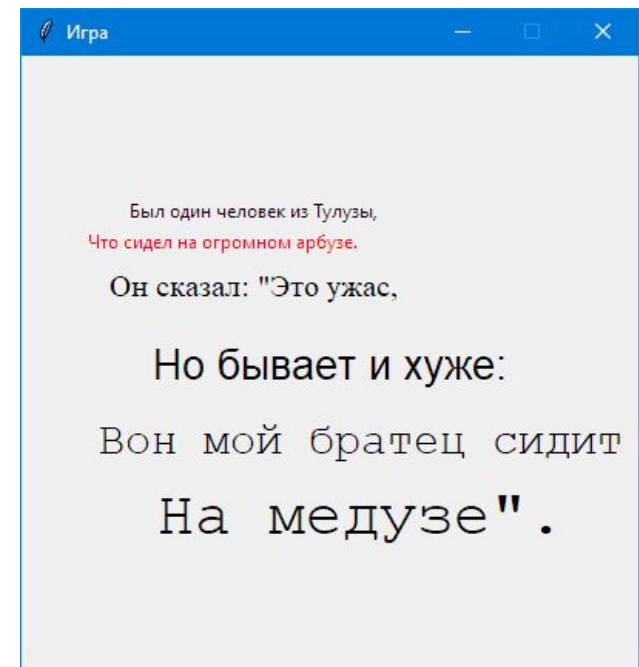 Игра
Был один человек из Тулузы,
Что сидел на огромном арбузе.
Он сказал: "Это ужас,
Но бывает и хуже:
Вон мой братец сидит
На медузе".